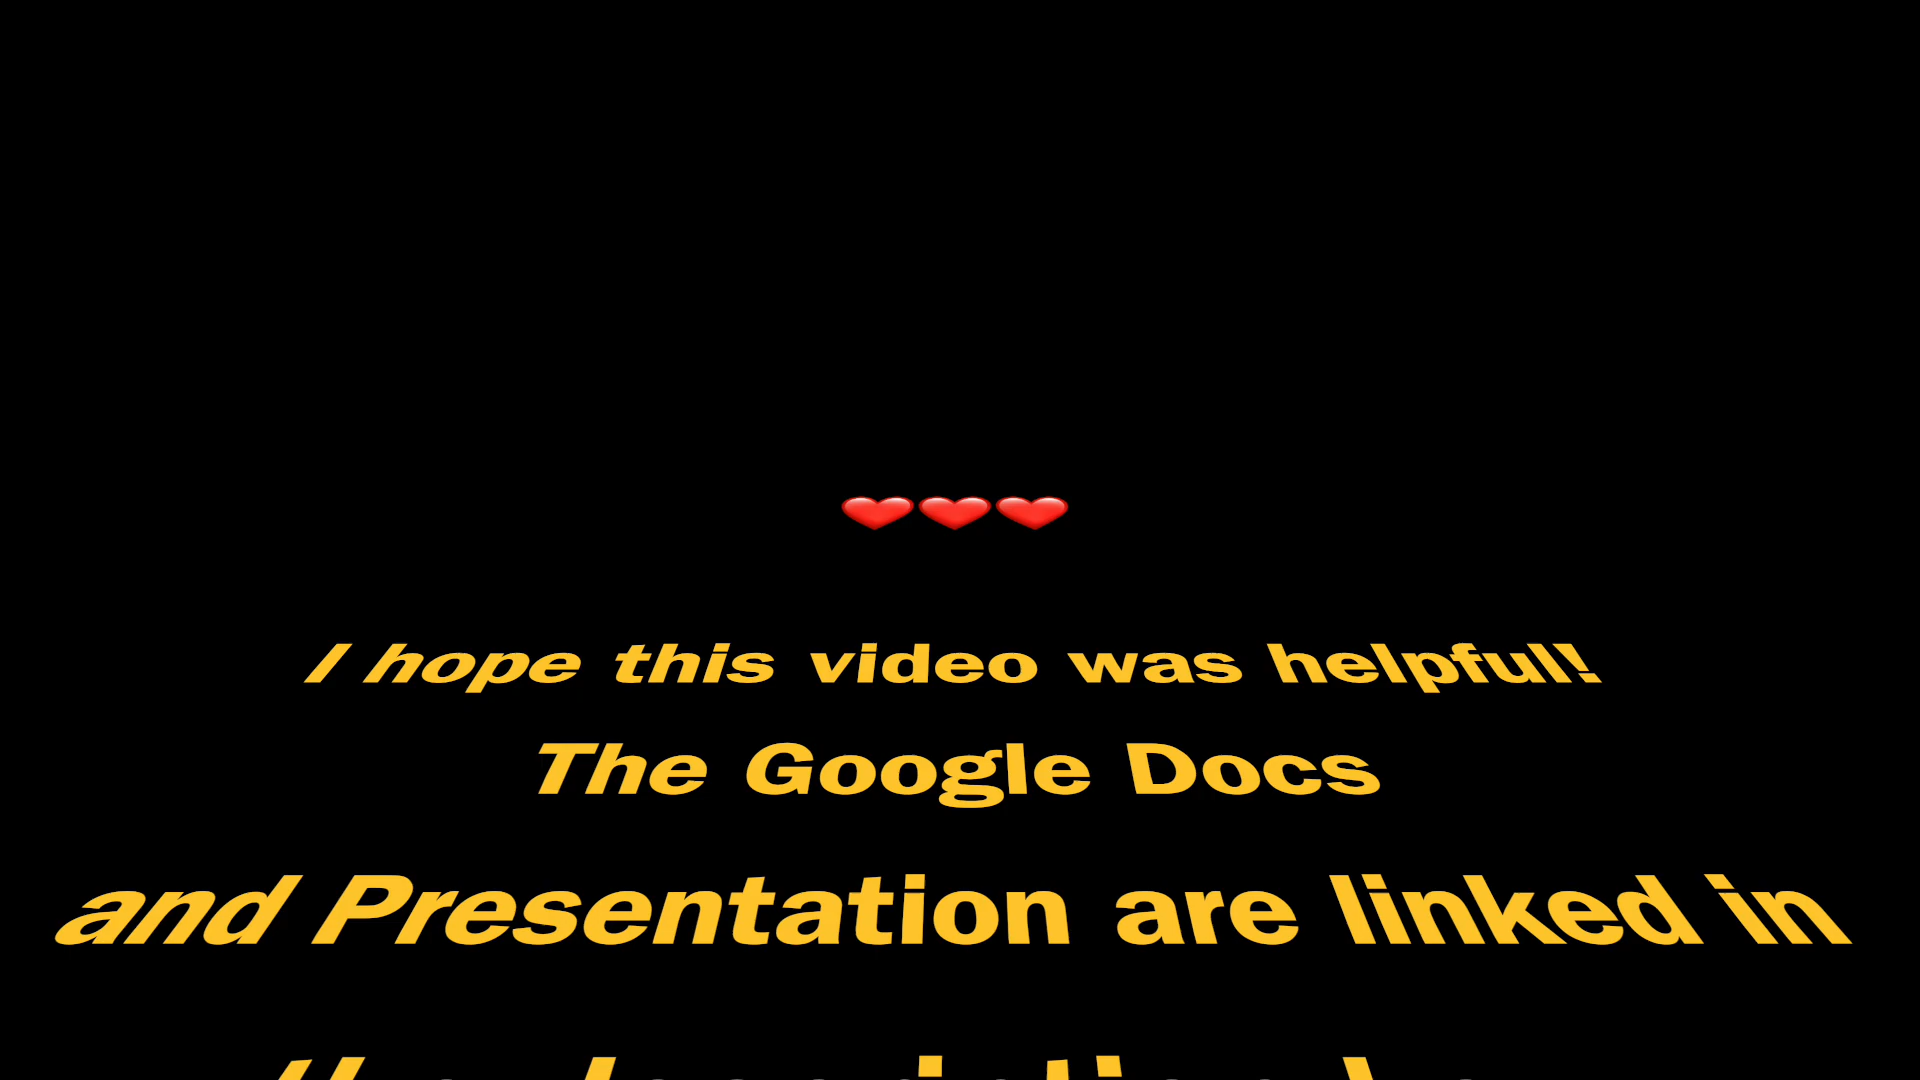 ❤️❤️❤️
I hope this video was helpful!
The Google Docs
and Presentation are linked in